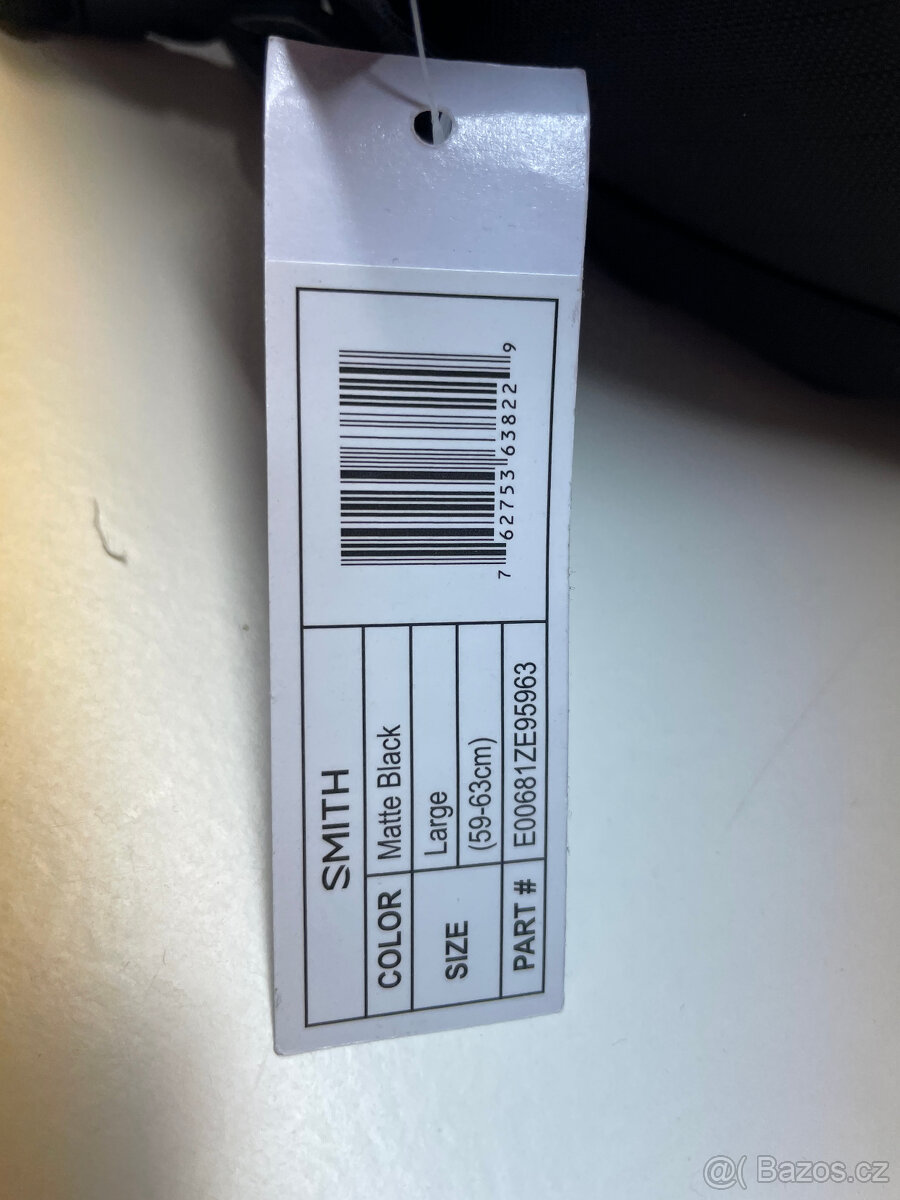 SMITH
COLOR Matte Black
SIZE Large
(59-63cm)
PART # E00681ZE95963
7 62753 63822 9
@( Bazos.cz